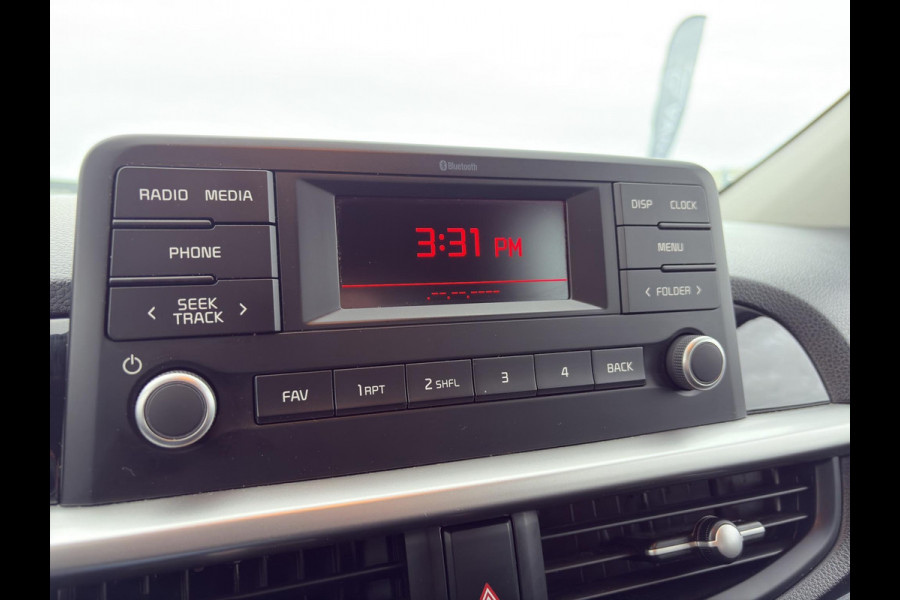 Bluetooth
RADIO MEDIA
PHONE
< SEEK >
TRACK
3:31 PM
--.--.----
DISP CLOCK
MENU
< FOLDER >
FAV
1 RPT
2 SHFL
3
4
BACK